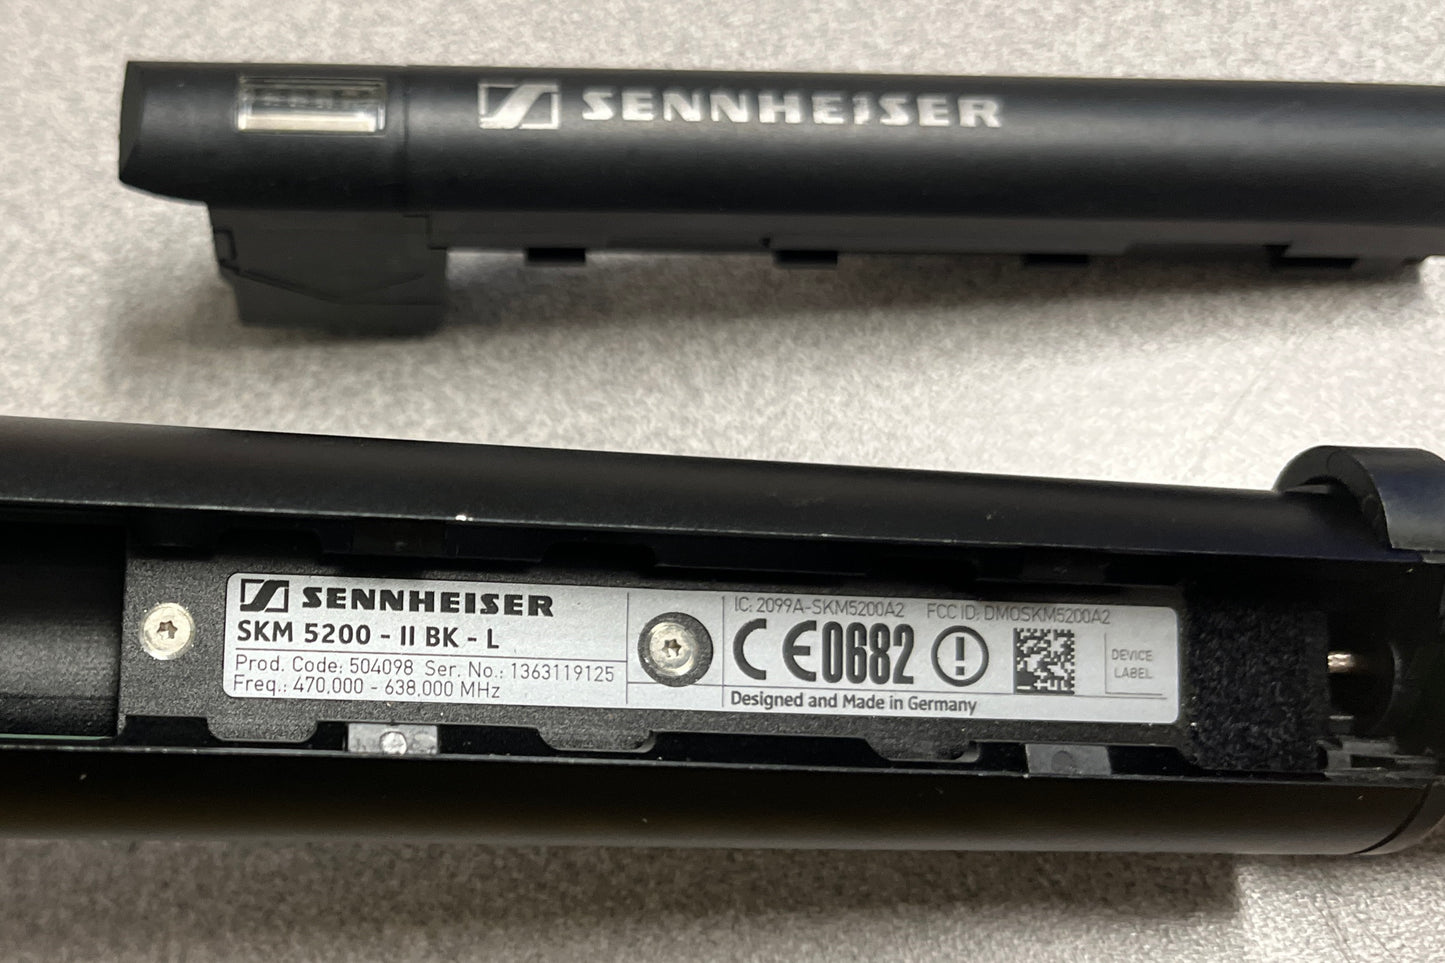 SENNHEISER
SENNHEISER
SKM 5200 - II BK - L
Prod. Code: 504098 Ser. No.: 1363119125
Freq.: 470,000 - 638,000 MHz
IC: 2099A-SKM5200A2 FCC ID: DMOSKM5200A2
CE0682
DEVICE
LABEL
Designed and Made in Germany